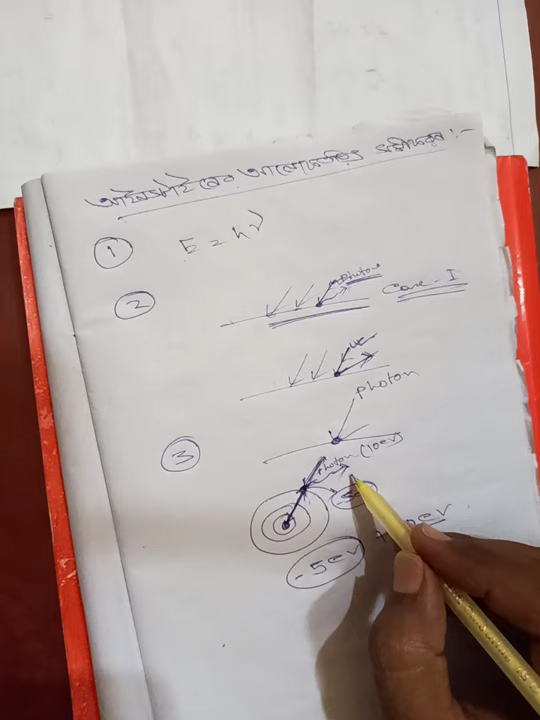 আইনস্টাইনের আলোকতড়িৎ সমীকরণ :-
① E = hν
② photon Case - I
photon
③ photon (10ev)
- 5ev +